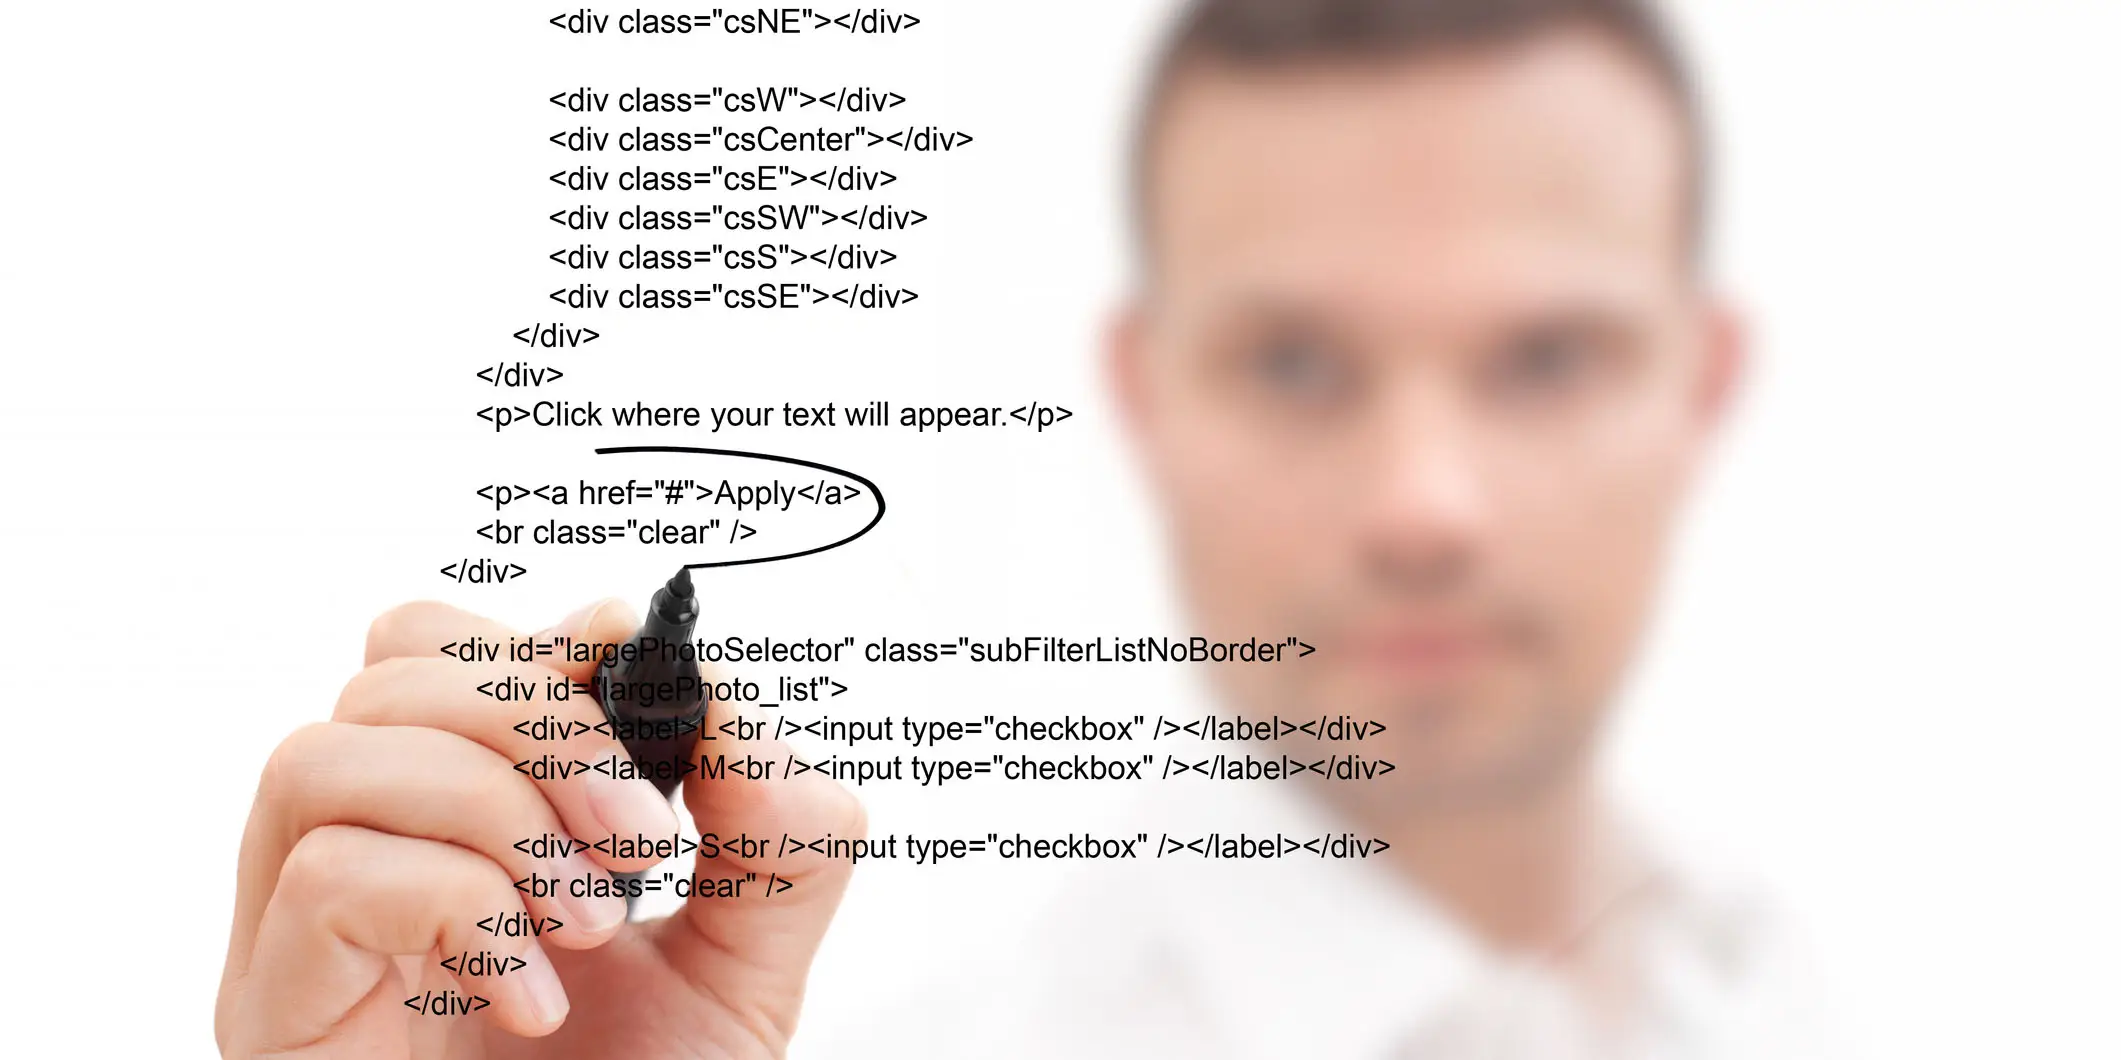 <div class="csNE"></div>
<div class="csW"></div>
<div class="csCenter"></div>
<div class="csE"></div>
<div class="csSW"></div>
<div class="csS"></div>
<div class="csSE"></div>
</div>
</div>
<p>Click where your text will appear.</p>
<p><a href="#">Apply</a>
<br class="clear" />
</div>
<div id="largePhotoSelector" class="subFilterListNoBorder">
<div id="largePhoto_list">
<div><label>L<br /><input type="checkbox" /></label></div>
<div><label>M<br /><input type="checkbox" /></label></div>
<div><label>S<br /><input type="checkbox" /></label></div>
<br class="clear" />
</div>
</div>
</div>